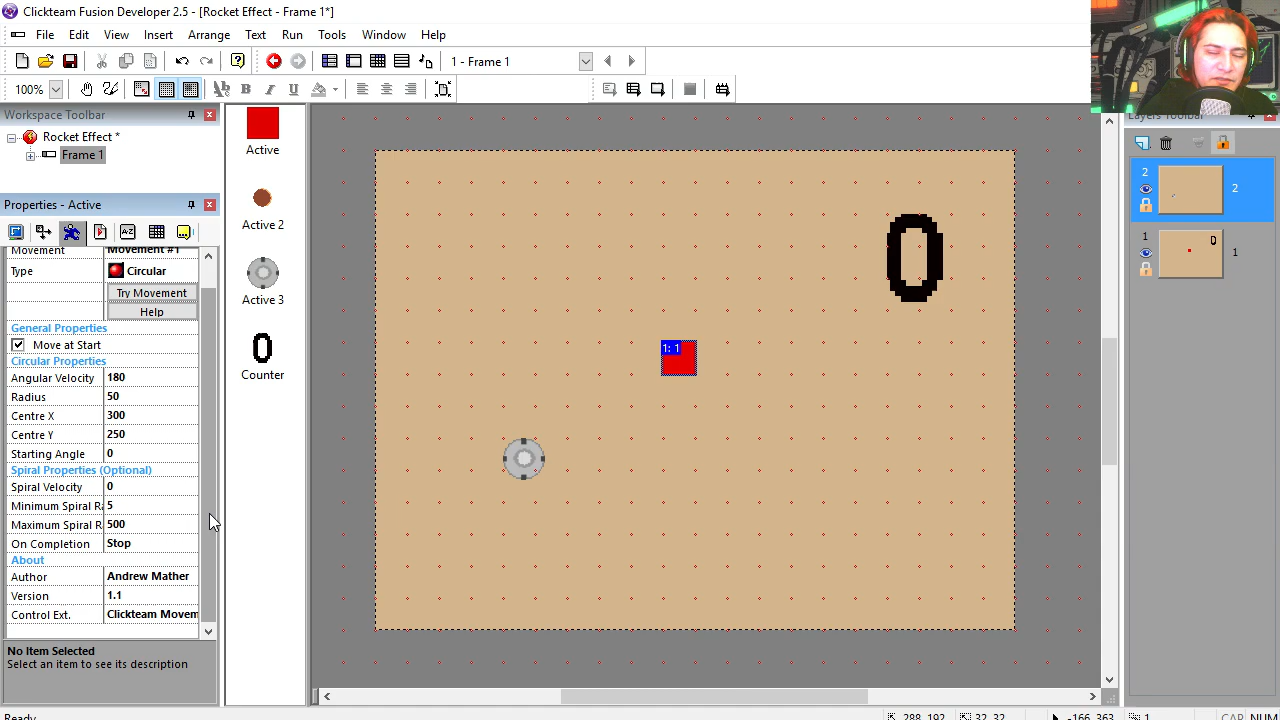 Clickteam Fusion Developer 2.5 - [Rocket Effect - Frame 1*]
File Edit View Insert Arrange Text Run Tools Window Help
1 - Frame 1
100%
Workspace Toolbar
Rocket Effect *
Frame 1
Properties - Active
Movement Movement #1
Type Circular
Try Movement
Help
General Properties
Move at Start
Circular Properties
Angular Velocity 180
Radius 50
Centre X 300
Centre Y 250
Starting Angle 0
Spiral Properties (Optional)
Spiral Velocity 0
Minimum Spiral Ra 5
Maximum Spiral R 500
On Completion Stop
About
Author Andrew Mather
Version 1.1
Control Ext. Clickteam Movem
No Item Selected
Select an item to see its description
Active
Active 2
Active 3
0
Counter
0
1: 1
Layers Toolbar
2
2
1
0
1
Ready
288, 192
32, 32
-166, 363
1
CAP
NUM